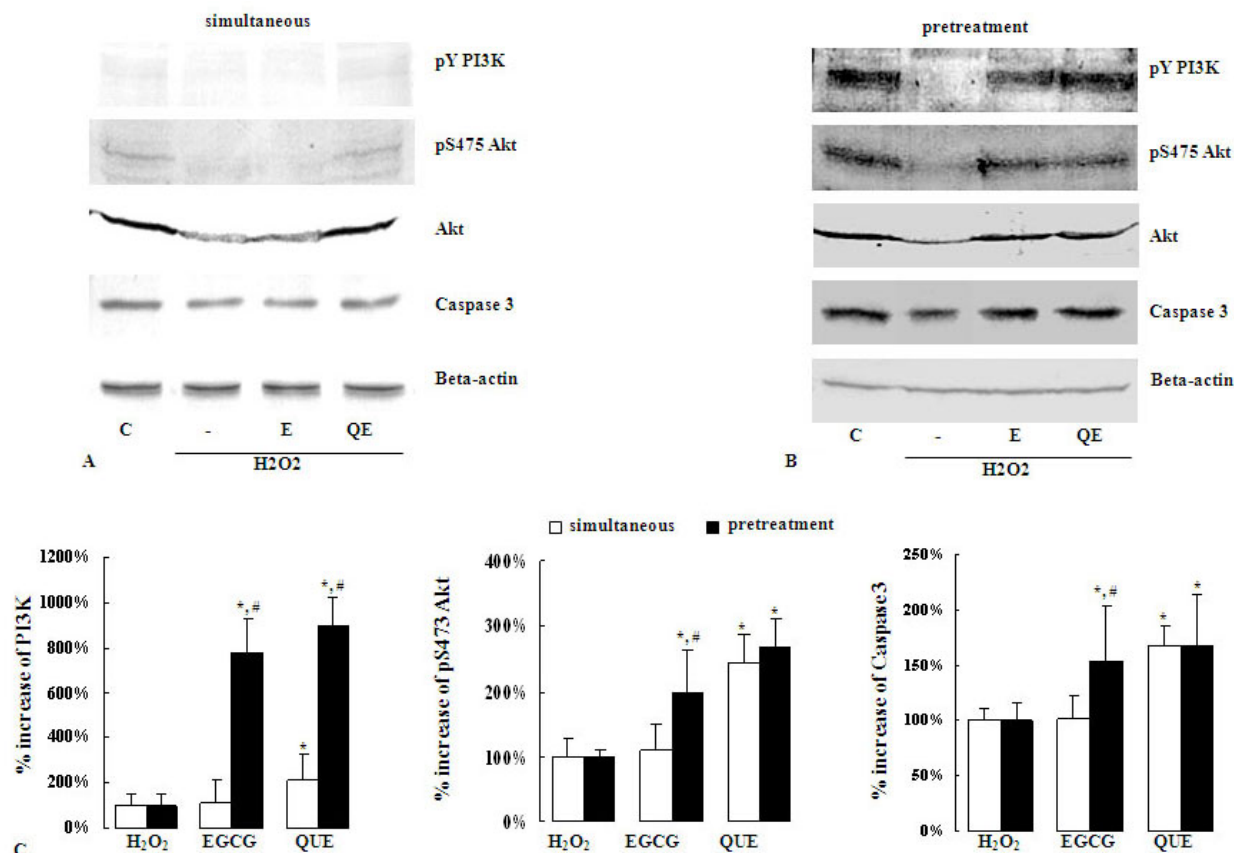 simultaneous
pY PI3K
pS475 Akt
Akt
Caspase 3
Beta-actin
C - E QE
H2O2
A
pretreatment
pY PI3K
pS475 Akt
Akt
Caspase 3
Beta-actin
C - E QE
H2O2
B
simultaneous pretreatment
% increase of PI3K
1200%
1000%
800%
600%
400%
200%
0%
*,#
*,#
*
H₂O₂ EGCG QUE
% increase of pS473 Akt
400%
300%
200%
100%
0%
*,#
*
*
H₂O₂ EGCG QUE
% increase of Caspase3
250%
200%
150%
100%
50%
0%
*,#
*
*
H₂O₂ EGCG QUE
C